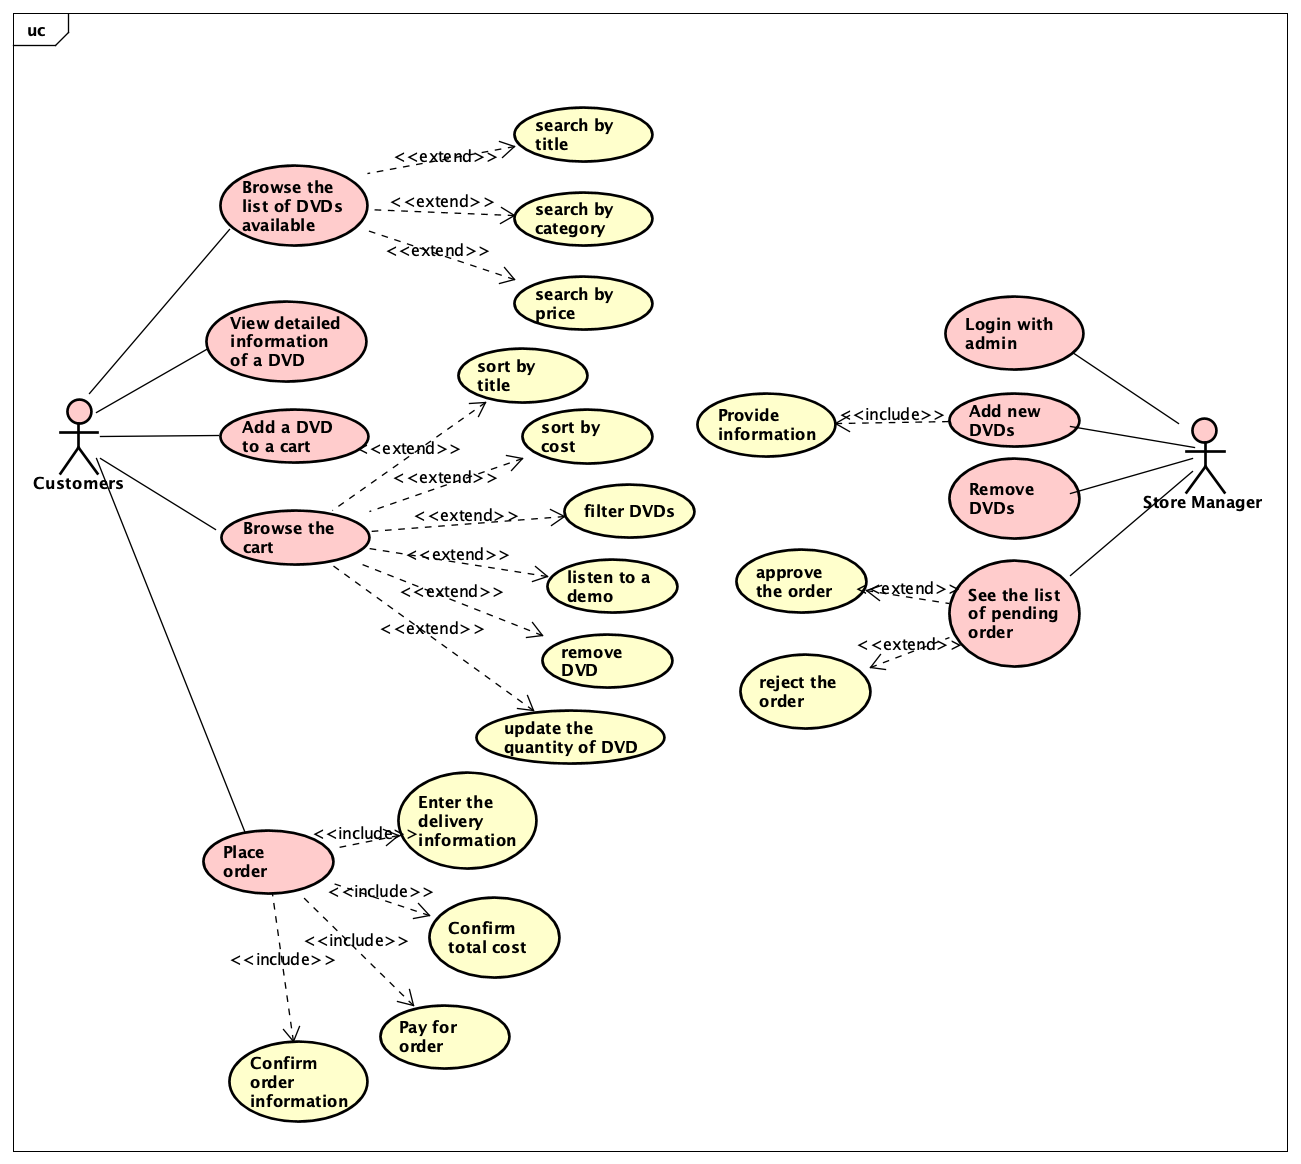 uc
search by
title
<<extend>>
Browse the
list of DVDs
available
<<extend>>
search by
category
<<extend>>
search by
price
View detailed
information
of a DVD
sort by
title
Add a DVD
to a cart
<<extend>>
sort by
cost
<<extend>>
Customers
Browse the
cart
<<extend>>
filter DVDs
<<extend>>
listen to a
demo
<<extend>>
<<extend>>
remove
DVD
update the
quantity of DVD
Login with
admin
Provide
information
<<include>>
Add new
DVDs
Remove
DVDs
Store Manager
approve
the order
<<extend>>
See the list
of pending
order
<<extend>>
reject the
order
Place
order
<<include>>
Enter the
delivery
information
<<include>>
Confirm
total cost
<<include>>
<<include>>
Pay for
order
Confirm
order
information